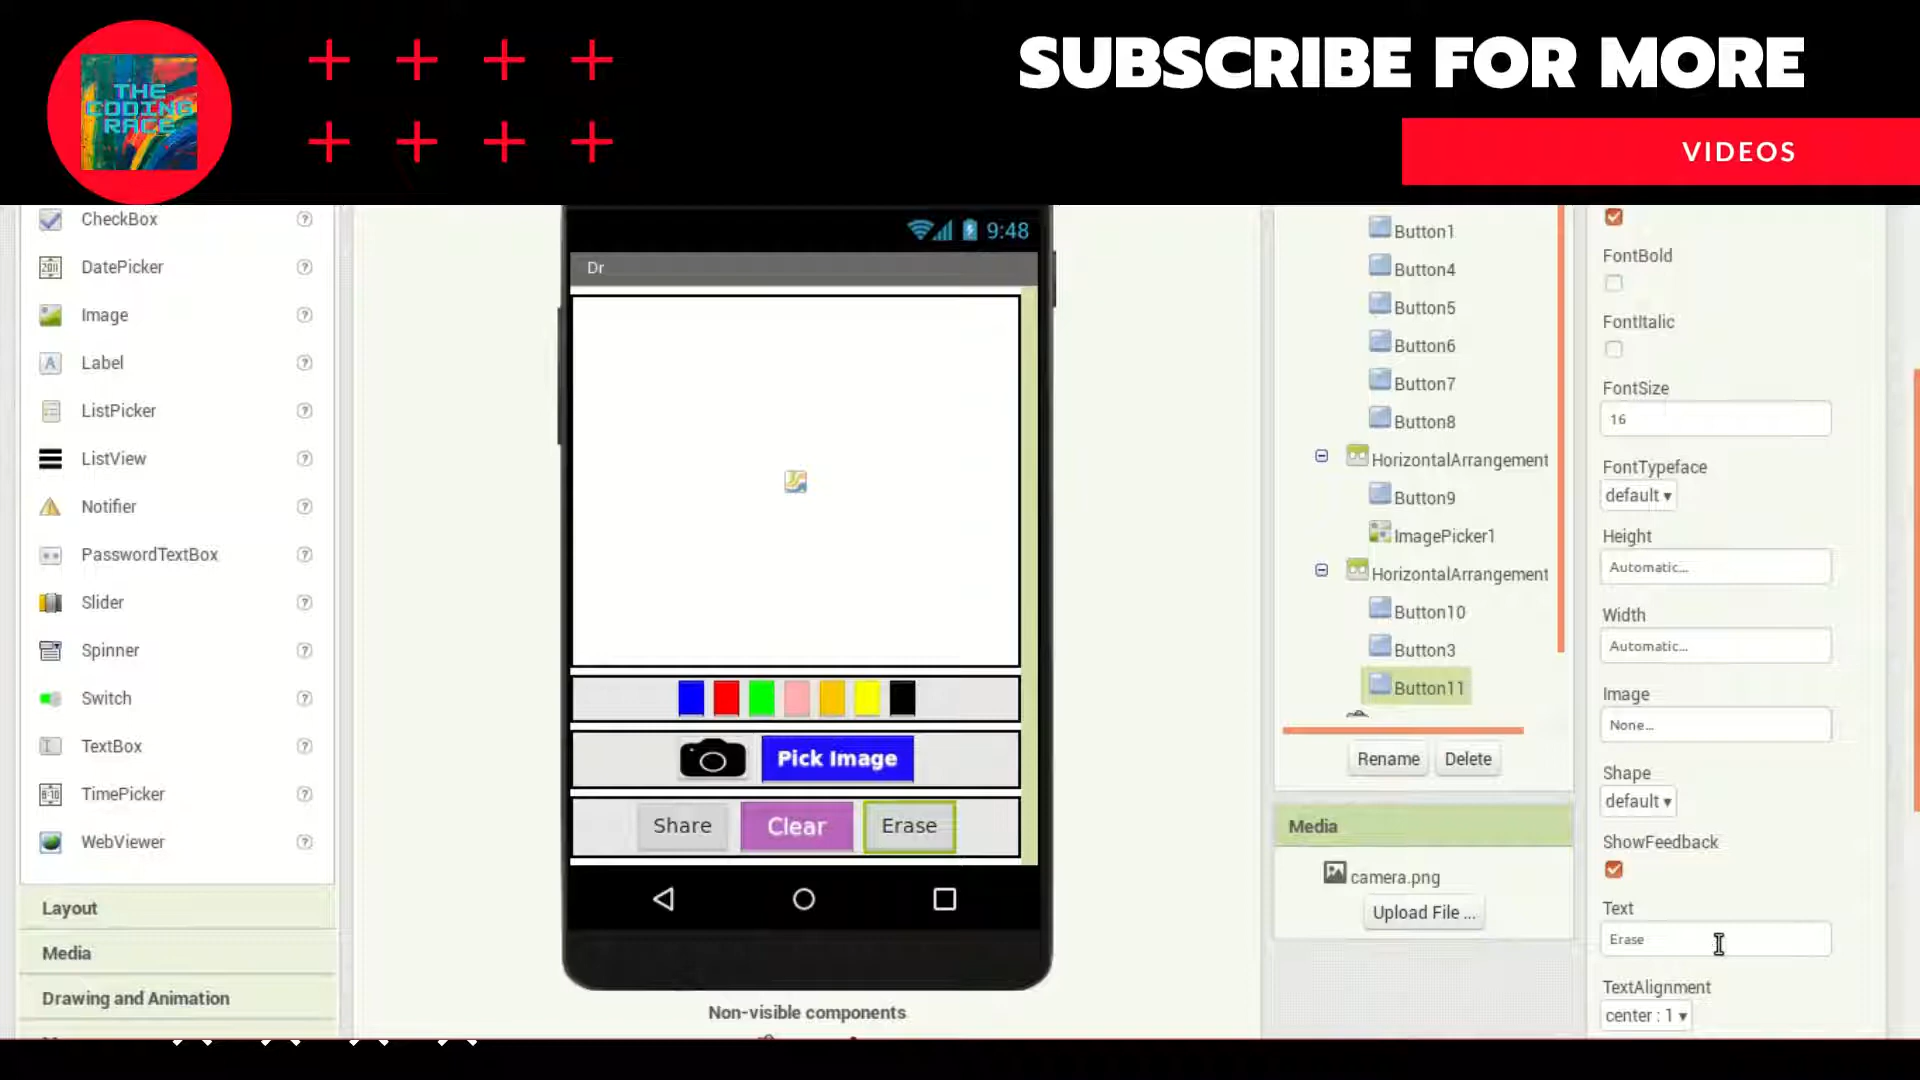 THE
CODING
RACE
SUBSCRIBE FOR MORE
VIDEOS
CheckBox
DatePicker
Image
Label
ListPicker
ListView
Notifier
PasswordTextBox
Slider
Spinner
Switch
TextBox
TimePicker
WebViewer
Layout
Media
Drawing and Animation
9:48
Dr
Pick Image
Share
Clear
Erase
Non-visible components
Button1
Button4
Button5
Button6
Button7
Button8
HorizontalArrangement
Button9
ImagePicker1
HorizontalArrangement
Button10
Button3
Button11
Rename
Delete
Media
camera.png
Upload File ...
FontBold
FontItalic
FontSize
16
FontTypeface
default
Height
Automatic...
Width
Automatic...
Image
None...
Shape
default
ShowFeedback
Text
Erase
TextAlignment
center : 1